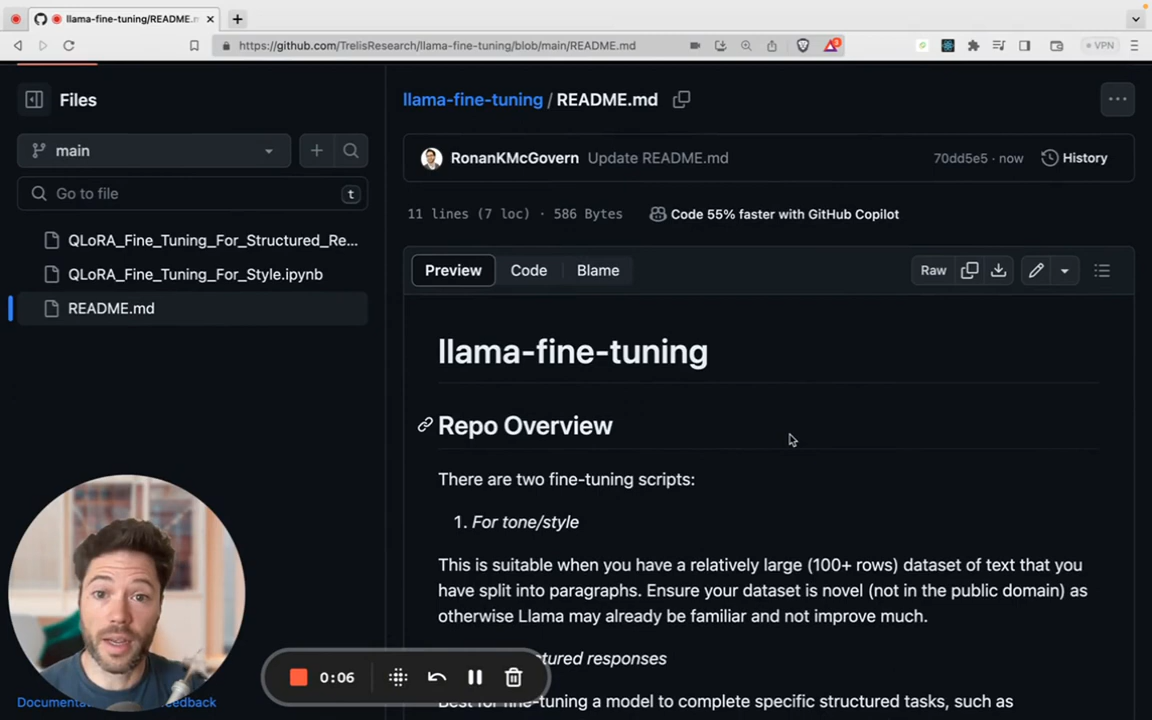 llama-fine-tuning/README.m
https://github.com/TrelisResearch/llama-fine-tuning/blob/main/README.md
VPN
Files
main
Go to file
t
QLoRA_Fine_Tuning_For_Structured_Re...
QLoRA_Fine_Tuning_For_Style.ipynb
README.md
llama-fine-tuning / README.md
RonanKMcGovern Update README.md
70dd5e5 · now
History
11 lines (7 loc) · 586 Bytes
Code 55% faster with GitHub Copilot
Preview
Code
Blame
Raw
llama-fine-tuning
Repo Overview
There are two fine-tuning scripts:
1. For tone/style
This is suitable when you have a relatively large (100+ rows) dataset of text that you
have split into paragraphs. Ensure your dataset is novel (not in the public domain) as
otherwise Llama may already be familiar and not improve much.
tured responses
Best for fine-tuning a model to complete specific structured tasks, such as
0:06
Documenta
edback